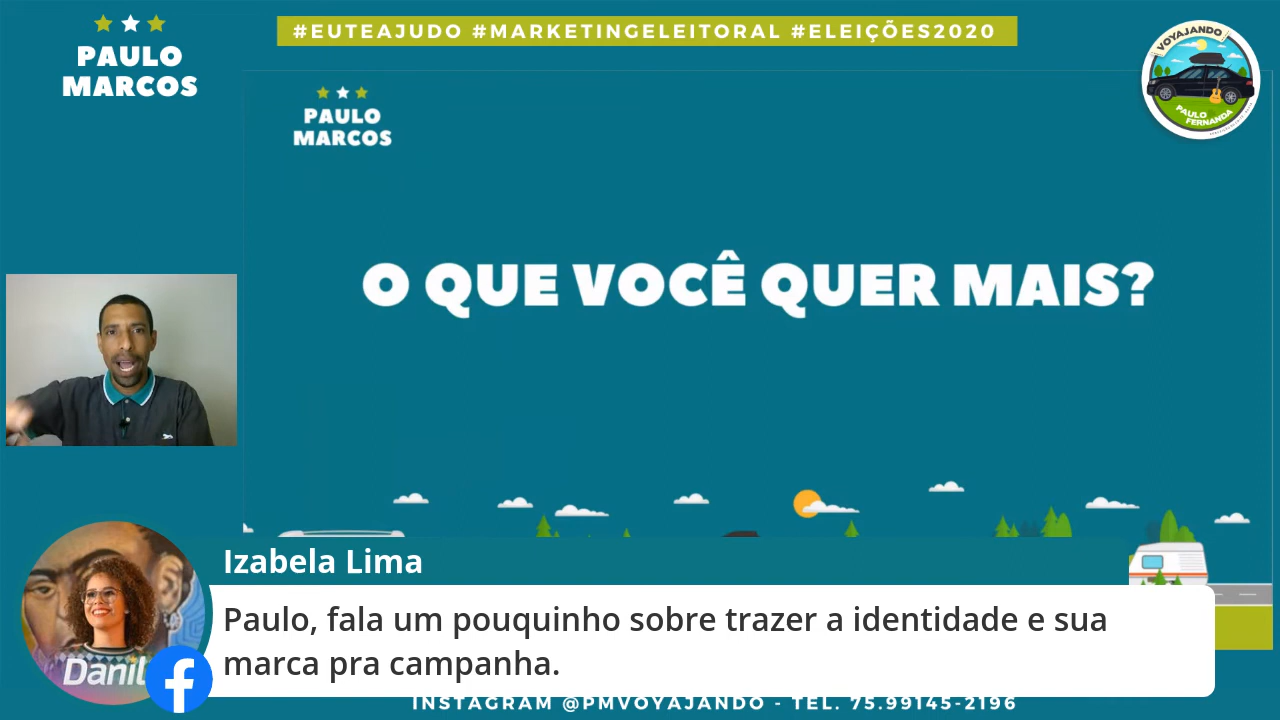 PAULO
MARCOS
#EUTEAJUDO #MARKETINGELEITORAL #ELEIÇÕES2020
VOYAJANDO
PAULO
FERNANDA
PAULO
MARCOS
O QUE VOCÊ QUER MAIS?
Izabela Lima
Paulo, fala um pouquinho sobre trazer a identidade e sua
marca pra campanha.
Danil
INSTAGRAM @PMVOYAJANDO - TEL. 75.99145-2196